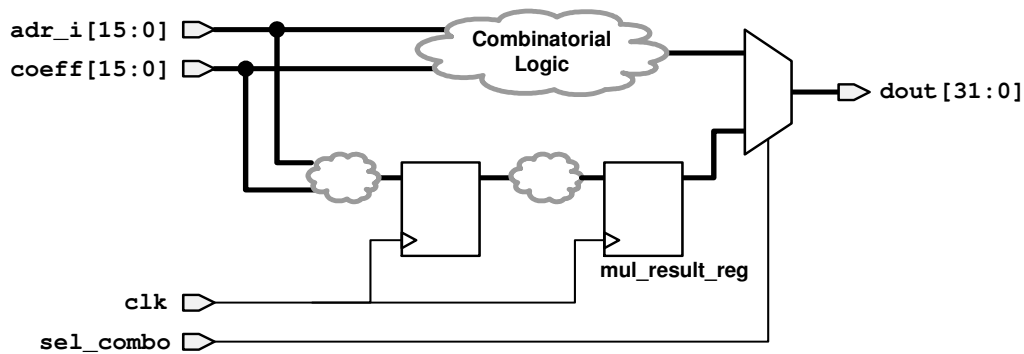 adr_i[15:0]
coeff[15:0]
Combinatorial
Logic
dout[31:0]
mul_result_reg
clk
sel_combo